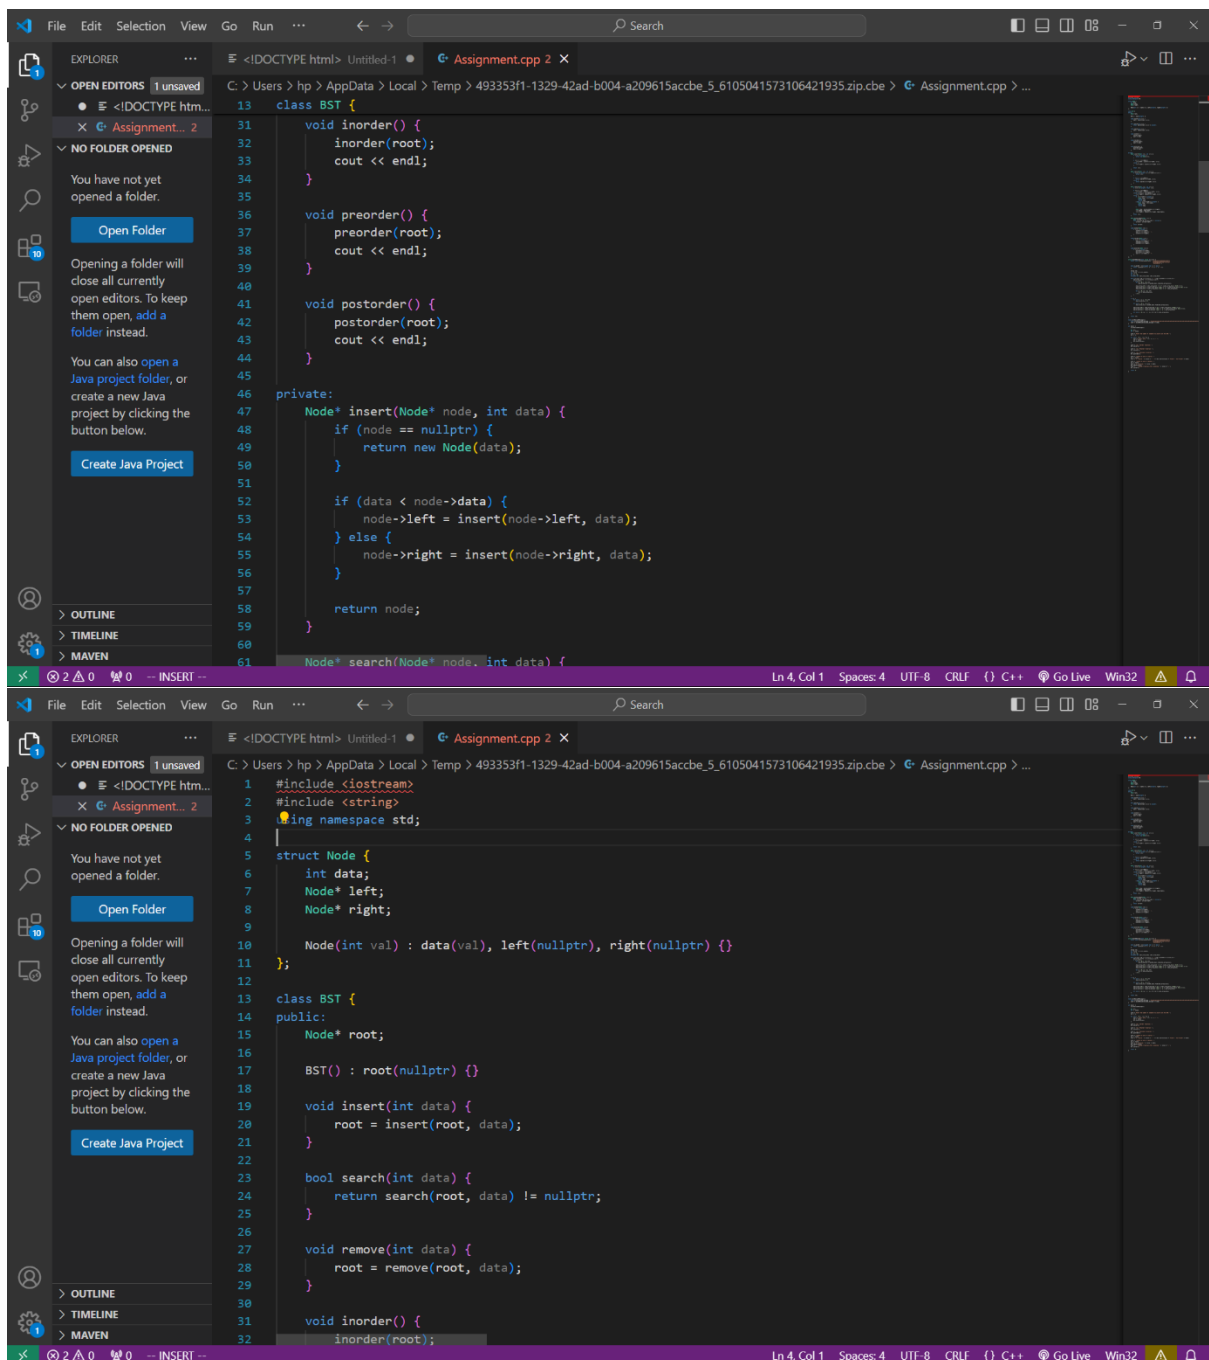 File Edit Selection View Go Run ··· Search
EXPLORER ···
<!DOCTYPE html> Untitled-1
Assignment.cpp 2
OPEN EDITORS 1 unsaved
<!DOCTYPE htm...
Assignment... 2
NO FOLDER OPENED
You have not yet
opened a folder.
Open Folder
Opening a folder will
close all currently
open editors. To keep
them open, add a
folder instead.
You can also open a
Java project folder, or
create a new Java
project by clicking the
button below.
Create Java Project
OUTLINE
TIMELINE
MAVEN
C: > Users > hp > AppData > Local > Temp > 493353f1-1329-42ad-b004-a209615accbe_5_6105041573106421935.zip.cbe > Assignment.cpp > ...
13 class BST {
31 void inorder() {
32 inorder(root);
33 cout << endl;
34 }
35
36 void preorder() {
37 preorder(root);
38 cout << endl;
39 }
40
41 void postorder() {
42 postorder(root);
43 cout << endl;
44 }
45
46 private:
47 Node* insert(Node* node, int data) {
48 if (node == nullptr) {
49 return new Node(data);
50 }
51
52 if (data < node->data) {
53 node->left = insert(node->left, data);
54 } else {
55 node->right = insert(node->right, data);
56 }
57
58 return node;
59 }
60
61 Node* search(Node* node, int data) {
2 0 0 -- INSERT -- Ln 4, Col 1 Spaces: 4 UTF-8 CRLF {} C++ Go Live Win32
File Edit Selection View Go Run ··· Search
EXPLORER ···
<!DOCTYPE html> Untitled-1
Assignment.cpp 2
OPEN EDITORS 1 unsaved
<!DOCTYPE htm...
Assignment... 2
NO FOLDER OPENED
You have not yet
opened a folder.
Open Folder
Opening a folder will
close all currently
open editors. To keep
them open, add a
folder instead.
You can also open a
Java project folder, or
create a new Java
project by clicking the
button below.
Create Java Project
OUTLINE
TIMELINE
MAVEN
C: > Users > hp > AppData > Local > Temp > 493353f1-1329-42ad-b004-a209615accbe_5_6105041573106421935.zip.cbe > Assignment.cpp > ...
1 #include <iostream>
2 #include <string>
3 using namespace std;
4
5 struct Node {
6 int data;
7 Node* left;
8 Node* right;
9
10 Node(int val) : data(val), left(nullptr), right(nullptr) {}
11 };
12
13 class BST {
14 public:
15 Node* root;
16
17 BST() : root(nullptr) {}
18
19 void insert(int data) {
20 root = insert(root, data);
21 }
22
23 bool search(int data) {
24 return search(root, data) != nullptr;
25 }
26
27 void remove(int data) {
28 root = remove(root, data);
29 }
30
31 void inorder() {
32 inorder(root);
2 0 0 -- INSERT -- Ln 4, Col 1 Spaces: 4 UTF-8 CRLF {} C++ Go Live Win32